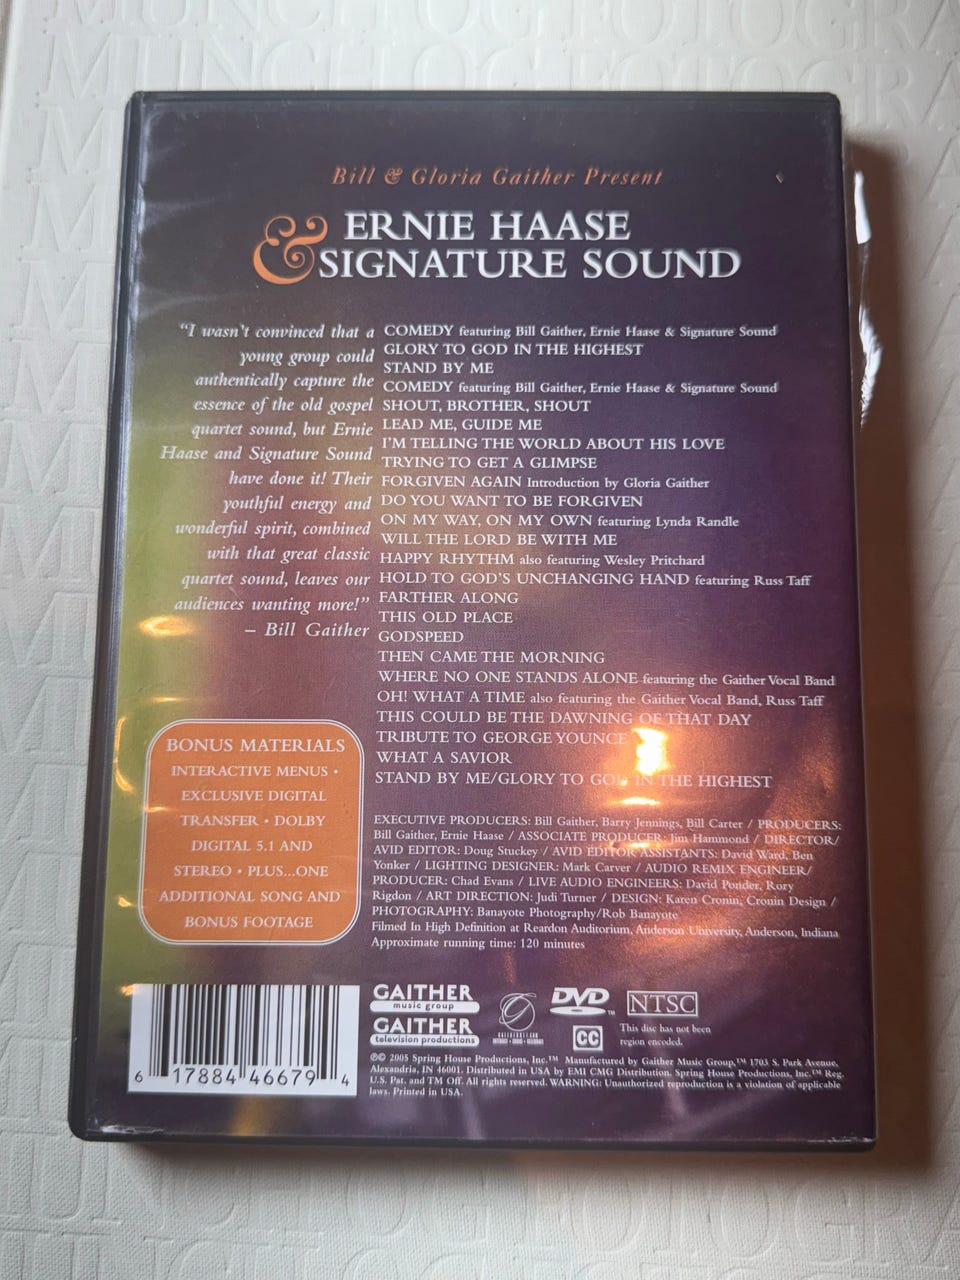 Bill & Gloria Gaither Present
ERNIE HAASE
& SIGNATURE SOUND
"I wasn't convinced that a
young group could
authentically capture the
essence of the old gospel
quartet sound, but Ernie
Haase and Signature Sound
have done it! Their
youthful energy and
wonderful spirit, combined
with that great classic
quartet sound, leaves our
audiences wanting more!"
– Bill Gaither
COMEDY featuring Bill Gaither, Ernie Haase & Signature Sound
GLORY TO GOD IN THE HIGHEST
STAND BY ME
COMEDY featuring Bill Gaither, Ernie Haase & Signature Sound
SHOUT, BROTHER, SHOUT
LEAD ME, GUIDE ME
I'M TELLING THE WORLD ABOUT HIS LOVE
TRYING TO GET A GLIMPSE
FORGIVEN AGAIN Introduction by Gloria Gaither
DO YOU WANT TO BE FORGIVEN
ON MY WAY, ON MY OWN featuring Lynda Randle
WILL THE LORD BE WITH ME
HAPPY RHYTHM also featuring Wesley Pritchard
HOLD TO GOD'S UNCHANGING HAND featuring Russ Taff
FARTHER ALONG
THIS OLD PLACE
GODSPEED
THEN CAME THE MORNING
WHERE NO ONE STANDS ALONE featuring the Gaither Vocal Band
OH! WHAT A TIME also featuring the Gaither Vocal Band, Russ Taff
THIS COULD BE THE DAWNING OF THAT DAY
TRIBUTE TO GEORGE YOUNCE
WHAT A SAVIOR
STAND BY ME/GLORY TO GOD IN THE HIGHEST
BONUS MATERIALS
INTERACTIVE MENUS •
EXCLUSIVE DIGITAL
TRANSFER • DOLBY
DIGITAL 5.1 AND
STEREO • PLUS...ONE
ADDITIONAL SONG AND
BONUS FOOTAGE
EXECUTIVE PRODUCERS: Bill Gaither, Barry Jennings, Bill Carter / PRODUCERS:
Bill Gaither, Ernie Haase / ASSOCIATE PRODUCER: Jim Hammond / DIRECTOR/
AVID EDITOR: Doug Stuckey / AVID EDITOR ASSISTANTS: David Ward, Ben
Yonker / LIGHTING DESIGNER: Mark Carver / AUDIO REMIX ENGINEER/
PRODUCER: Chad Evans / LIVE AUDIO ENGINEERS: David Ponder, Rory
Rigdon / ART DIRECTION: Judi Turner / DESIGN: Karen Cronin, Cronin Design /
PHOTOGRAPHY: Banayote Photography/Rob Banayote
Filmed In High Definition at Reardon Auditorium, Anderson University, Anderson, Indiana
Approximate running time: 120 minutes
6 17884 46679 4
GAITHER
music group
GAITHER
television productions
DVD™
CC
NTSC
This disc has not been
region encoded.
℗© 2005 Spring House Productions, Inc.™ Manufactured by Gaither Music Group,™ 1703 S. Park Avenue,
Alexandria, IN 46001. Distributed in USA by EMI CMG Distribution. Spring House Productions, Inc.™ Reg.
U.S. Pat. and TM Off. All rights reserved. WARNING: Unauthorized reproduction is a violation of applicable
laws. Printed in USA.